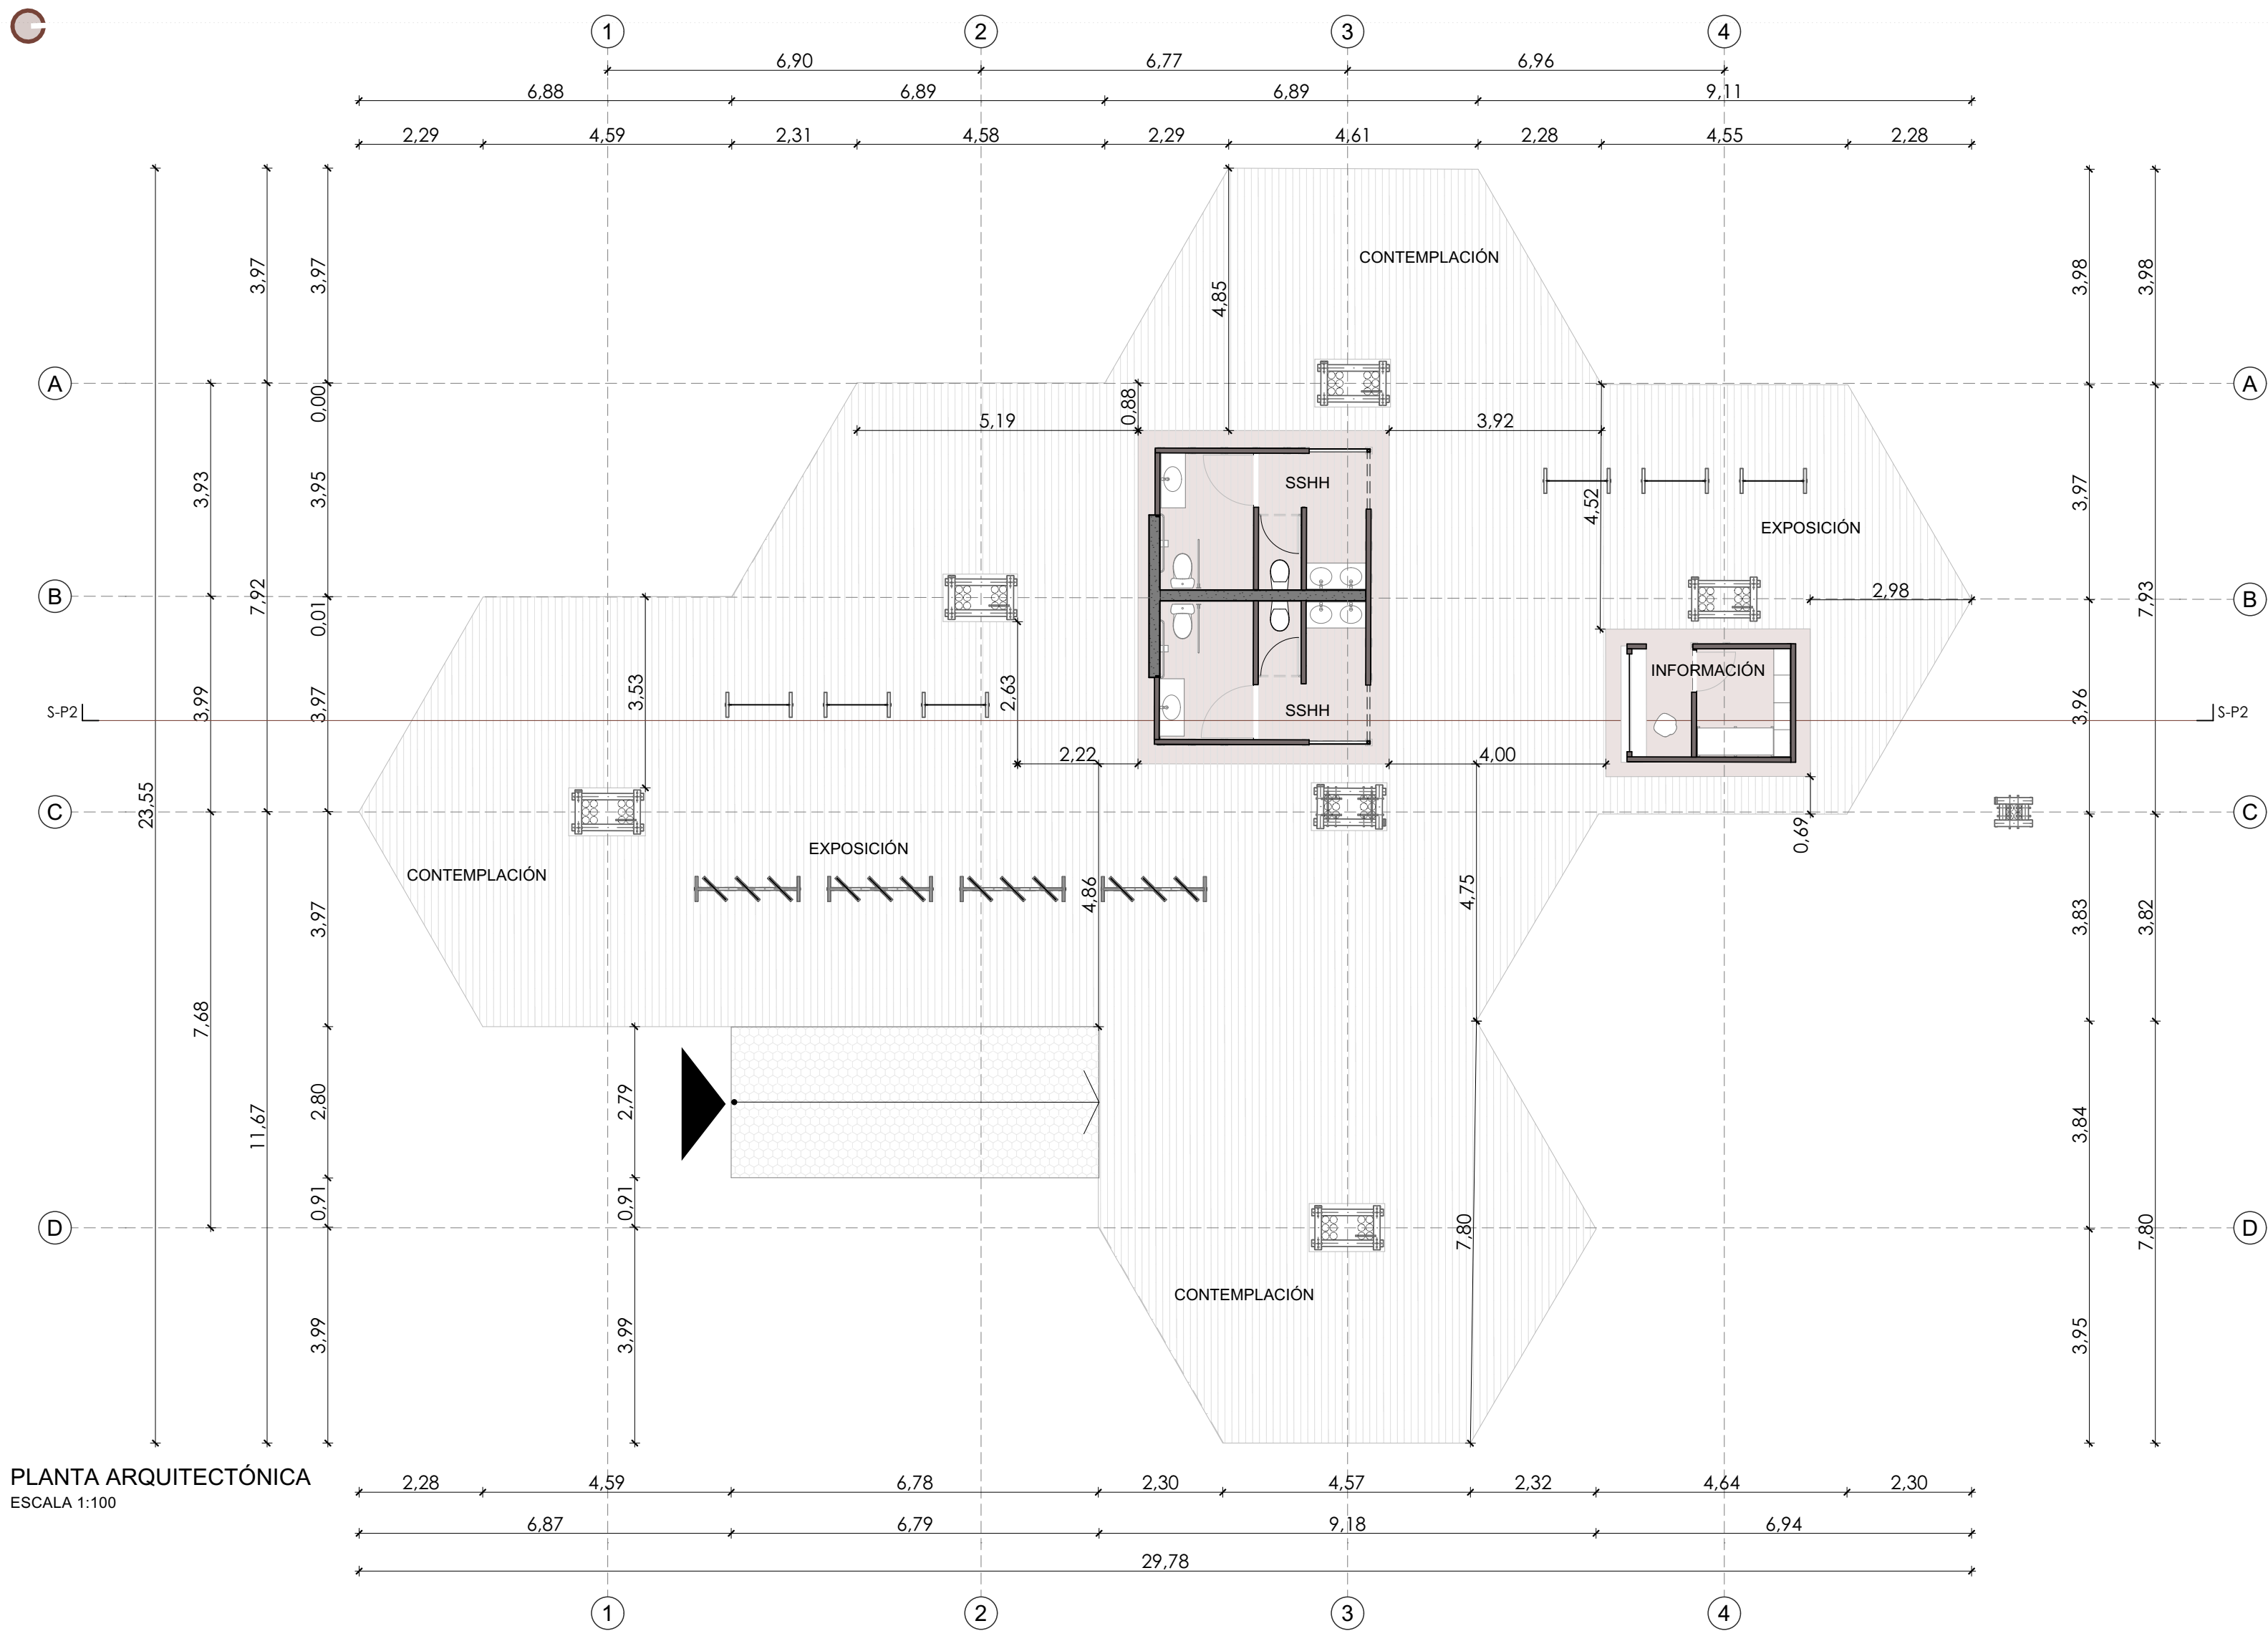 1 2 3 4
6,90 6,77 6,96
6,88 6,89 6,89 9,11
2,29 4,59 2,31 4,58 2,29 4,61 2,28 4,55 2,28
CONTEMPLACIÓN
3,97 3,97 4,85 3,98 3,98
A A
0,00 0,88
5,19 3,92
3,93 3,95 SSHH 4,52 3,97
EXPOSICIÓN
B B
7,92 0,01 2,98 7,93
3,99 3,97 3,53 2,63 INFORMACIÓN 3,96
S-P2 SSHH S-P2
2,22 4,00
23,55
C C
0,69
EXPOSICIÓN
CONTEMPLACIÓN
3,97 4,86 4,75 3,83 3,82
7,68
11,67 2,80 2,79 3,84
0,91 0,91
D D
7,80 7,80
CONTEMPLACIÓN
3,99 3,99 3,95
PLANTA ARQUITECTÓNICA
ESCALA 1:100
2,28 4,59 6,78 2,30 4,57 2,32 4,64 2,30
6,87 6,79 9,18 6,94
29,78
1 2 3 4